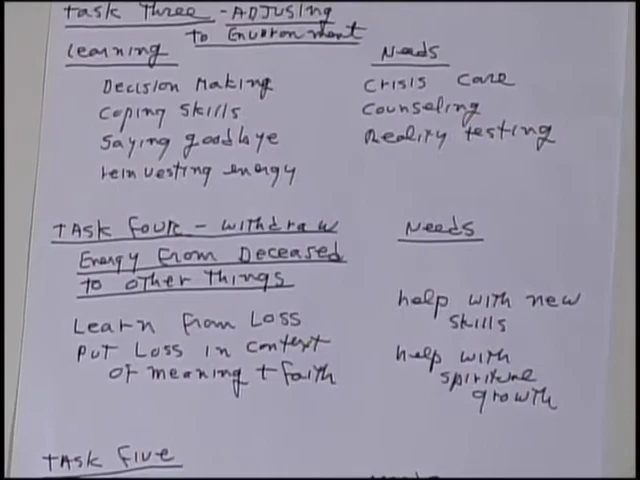 Task Three - ADJUSing
to Envronment
Learning
Decision Making
Coping Skills
Saying goodbye
reinvesting energy
Needs
Crisis Care
Counseling
Reality testing
TASK FOUR - Withdraw
Energy From Deceased
to other Things
Learn from Loss
Put Loss in context
of meaning + faith
Needs
help with new
skills
help with
spiritual
growth
TASK Five